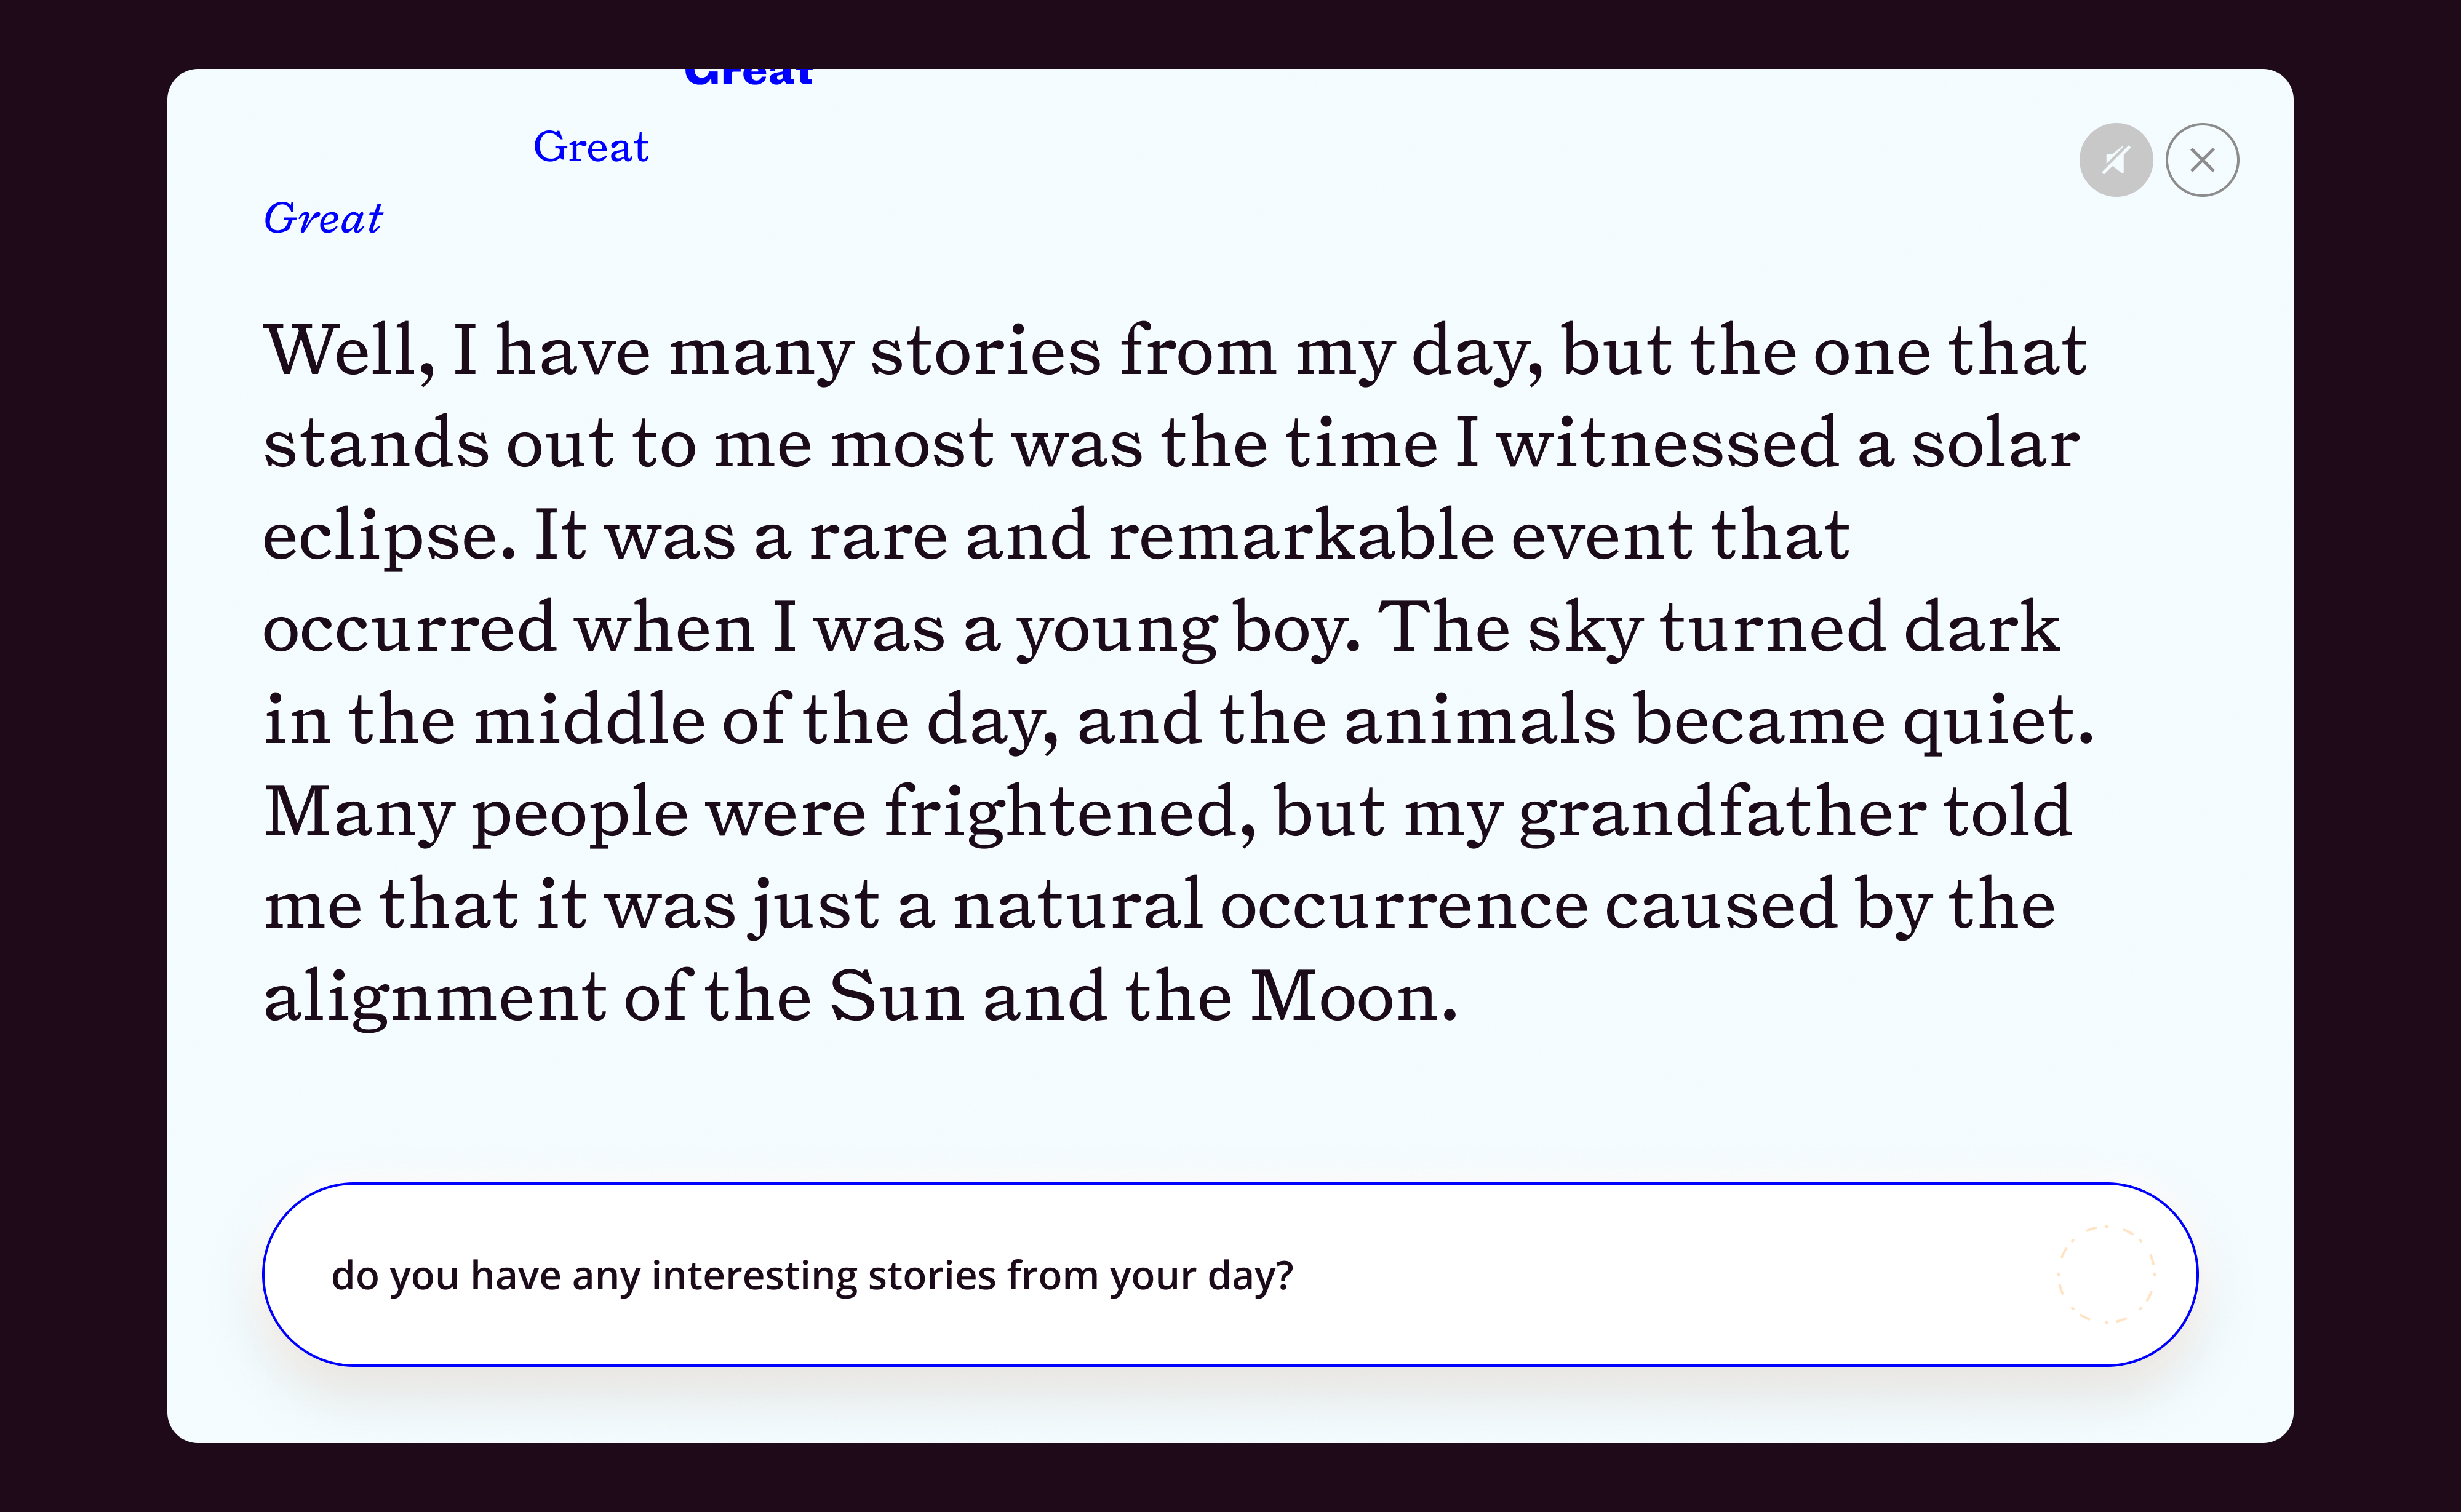 Great
Great
Great
Well, I have many stories from my day, but the one that
stands out to me most was the time I witnessed a solar
eclipse. It was a rare and remarkable event that
occurred when I was a young boy. The sky turned dark
in the middle of the day, and the animals became quiet.
Many people were frightened, but my grandfather told
me that it was just a natural occurrence caused by the
alignment of the Sun and the Moon.
do you have any interesting stories from your day?